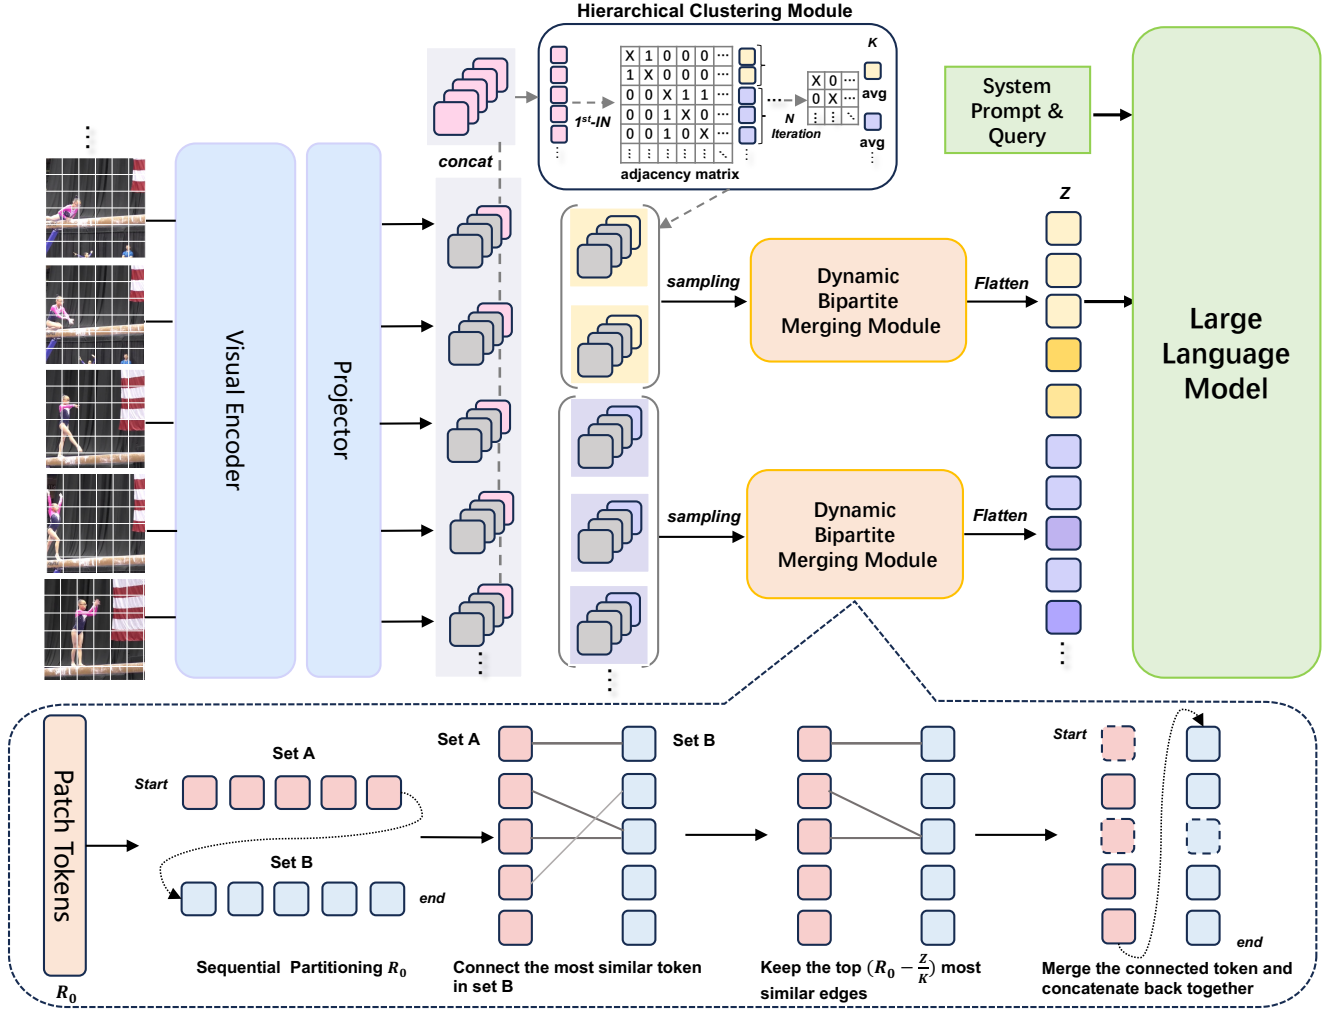 Hierarchical Clustering Module
K
X 1 0 0 0 ...
1 X 0 0 0 ...
0 0 X 1 1 ...
0 0 1 X 0 ...
0 0 1 0 X ...
1st-IN
adjacency matrix
N
Iteration
X 0 ...
0 X ...
avg
avg
concat
System
Prompt &
Query
Visual Encoder
Projector
sampling
Dynamic
Bipartite
Merging Module
Flatten
Z
Large
Language
Model
sampling
Dynamic
Bipartite
Merging Module
Flatten
Patch Tokens
R₀
Set A
Start
Set B
end
Sequential Partitioning R₀
Set A
Set B
Connect the most similar token
in set B
Keep the top (R₀ − Z/K) most
similar edges
Start
end
Merge the connected token and
concatenate back together